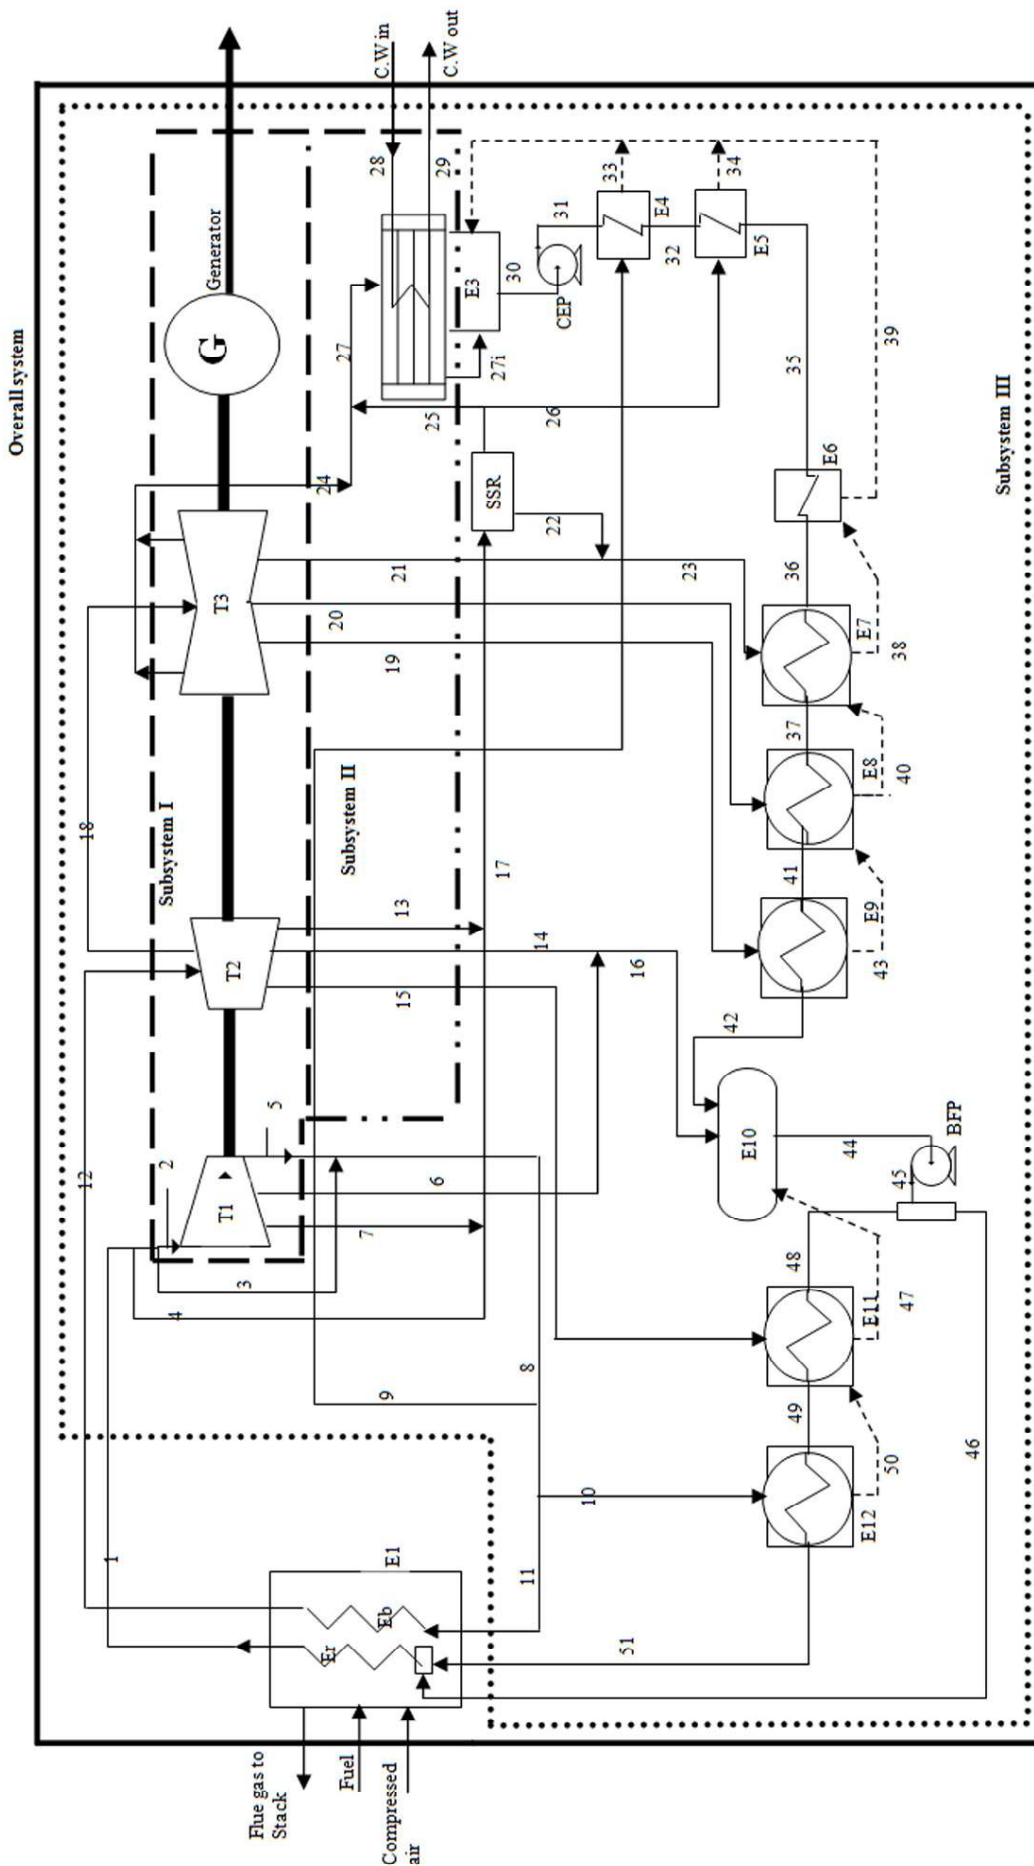 Overall system
Subsystem III
Subsystem I
Subsystem II
Generator
G
C.W in
C.W out
28
29
27
27i
E3
30
31
CEP
33
E4
32
34
E5
24
25
26
SSR
22
35
39
E6
T3
21
20
19
23
36
E7
38
37
E8
40
18
17
T2
13
14
15
16
41
E9
43
42
12
2
5
T1
6
7
3
4
E10
44
BFP
45
8
9
48
E11
47
49
46
10
50
E12
1
E1
Eb
Er
11
51
Flue gas to
Stack
Fuel
Compressed
air